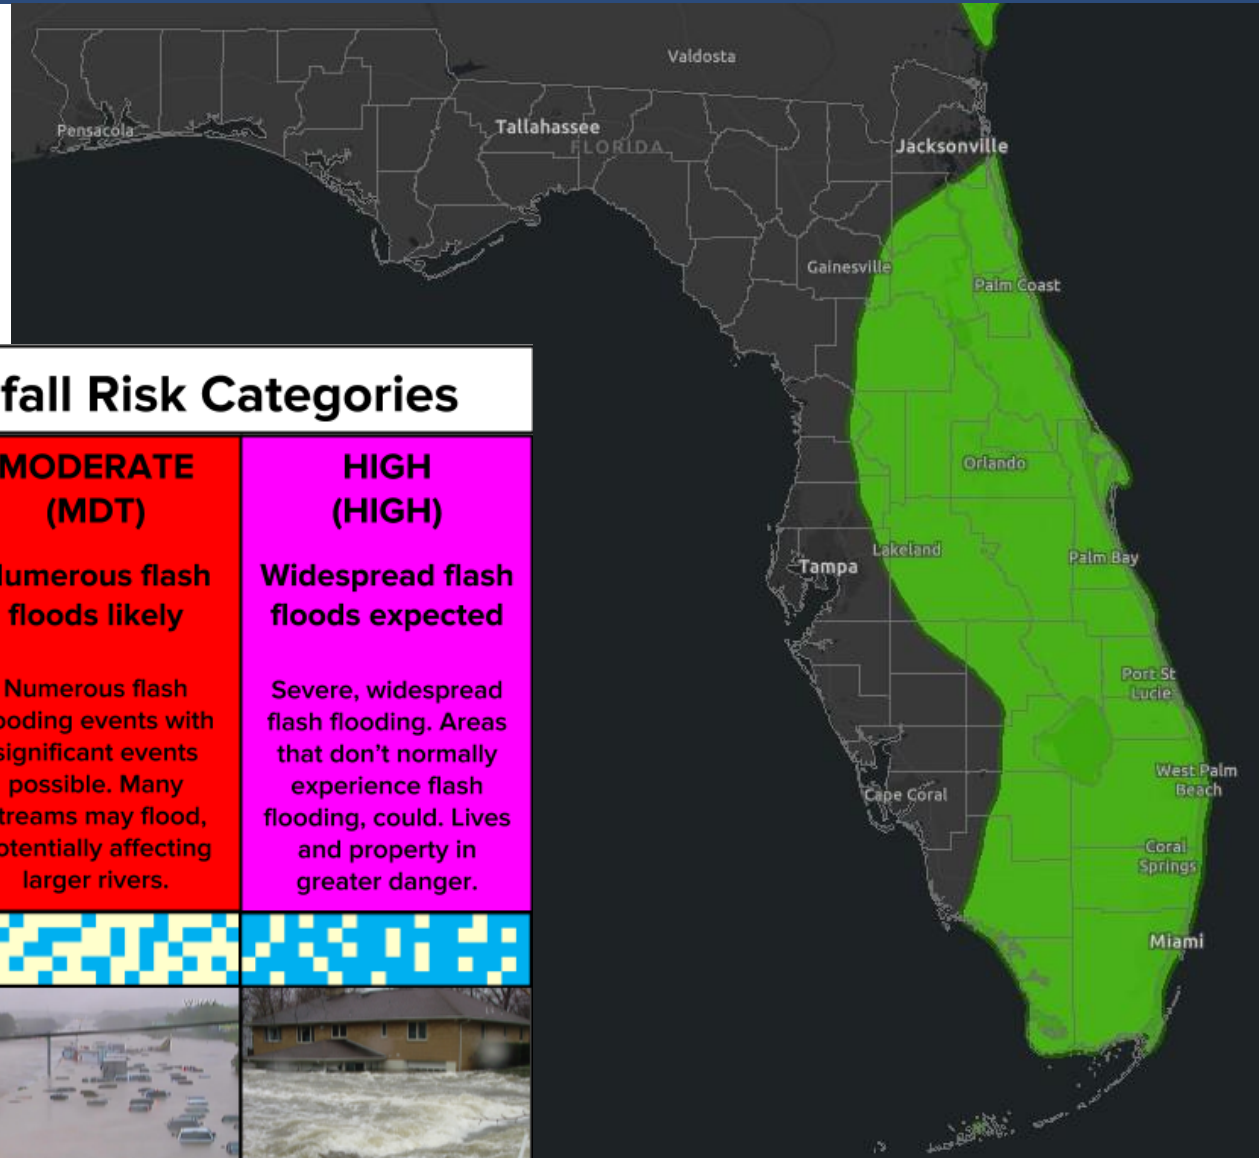 Valdosta
Pensacola
Tallahassee
FLORIDA
Jacksonville
Gainesville
Palm Coast
Orlando
Lakeland
Tampa
Palm Bay
Port St
Lucie
Cape Coral
West Palm
Beach
Coral
Springs
Miami
fall Risk Categories
MODERATE
(MDT)
umerous flash
floods likely
Numerous flash
ooding events with
significant events
possible. Many
treams may flood,
otentially affecting
larger rivers.
HIGH
(HIGH)
Widespread flash
floods expected
Severe, widespread
flash flooding. Areas
that don't normally
experience flash
flooding, could. Lives
and property in
greater danger.